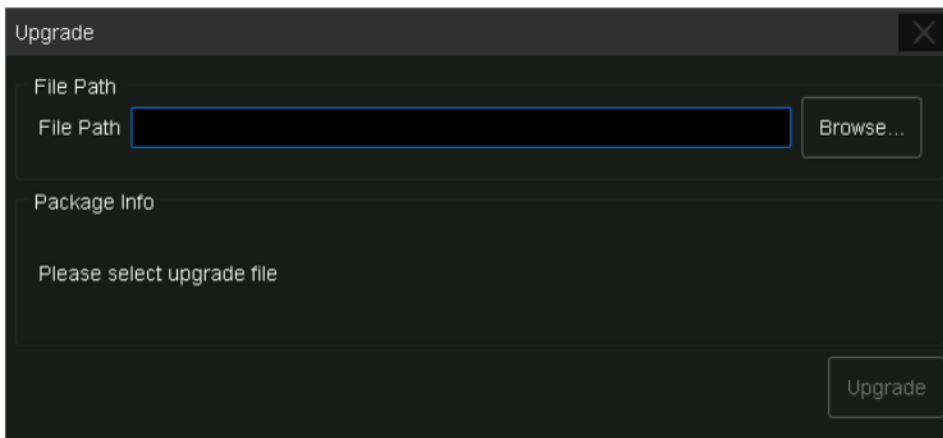 Upgrade
File Path
File Path Browse...
Package Info
Please select upgrade file
Upgrade